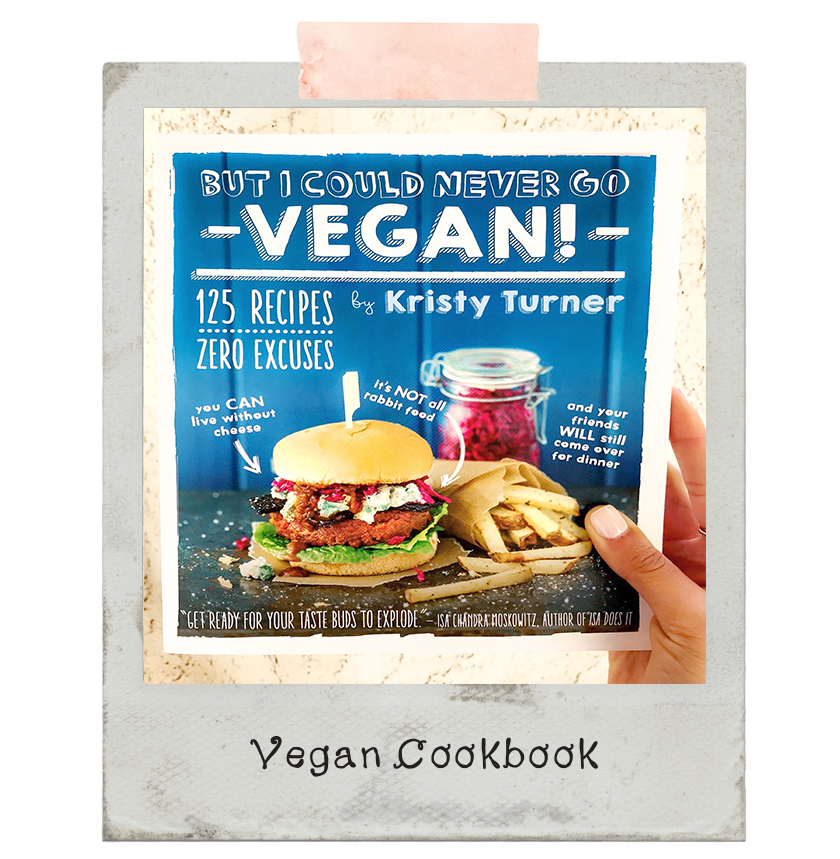 BUT I COULD NEVER GO
-VEGAN!-
125 RECIPES
by Kristy Turner
ZERO EXCUSES
you CAN
live without
cheese
it's NOT all
rabbit food
and your
friends
WILL still
come over
for dinner
"GET READY FOR YOUR TASTE BUDS TO EXPLODE."—ISA CHANDRA MOSKOWITZ, AUTHOR OF ISA DOES IT
Vegan Cookbook